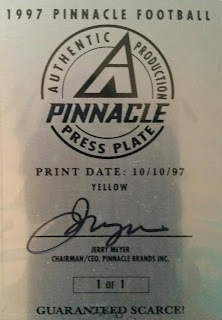 1997 PINNACLE FOOTBALL
AUTHENTIC PRODUCTION
PINNACLE
PRESS PLATE
PRINT DATE: 10/10/97
YELLOW
JERRY MEYER
CHAIRMAN/CEO, PINNACLE BRANDS INC.
1 of 1
GUARANTEED SCARCE!